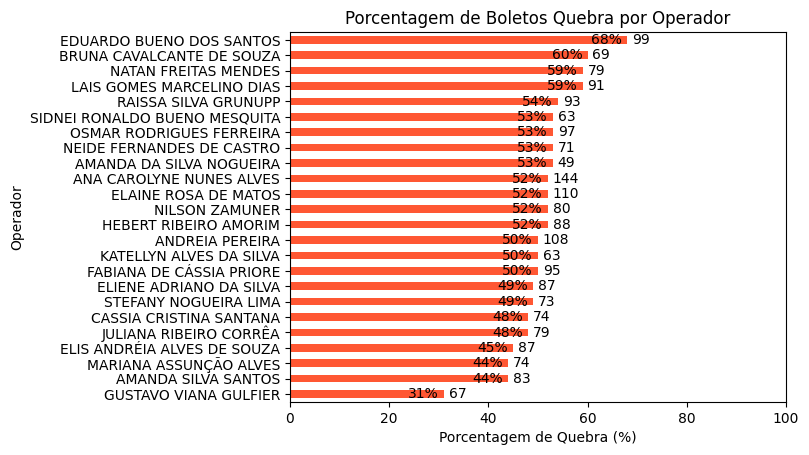 Porcentagem de Boletos Quebra por Operador
EDUARDO BUENO DOS SANTOS 68% 99
BRUNA CAVALCANTE DE SOUZA 60% 69
NATAN FREITAS MENDES 59% 79
LAIS GOMES MARCELINO DIAS 59% 91
RAISSA SILVA GRUNUPP 54% 93
SIDNEI RONALDO BUENO MESQUITA 53% 63
OSMAR RODRIGUES FERREIRA 53% 97
NEIDE FERNANDES DE CASTRO 53% 71
AMANDA DA SILVA NOGUEIRA 53% 49
ANA CAROLYNE NUNES ALVES 52% 144
ELAINE ROSA DE MATOS 52% 110
NILSON ZAMUNER 52% 80
HEBERT RIBEIRO AMORIM 52% 88
ANDREIA PEREIRA 50% 108
KATELLYN ALVES DA SILVA 50% 63
FABIANA DE CÁSSIA PRIORE 50% 95
ELIENE ADRIANO DA SILVA 49% 87
STEFANY NOGUEIRA LIMA 49% 73
CASSIA CRISTINA SANTANA 48% 74
JULIANA RIBEIRO CORRÊA 48% 79
ELIS ANDRÉIA ALVES DE SOUZA 45% 87
MARIANA ASSUNÇÃO ALVES 44% 74
AMANDA SILVA SANTOS 44% 83
GUSTAVO VIANA GULFIER 31% 67
Operador
0 20 40 60 80 100
Porcentagem de Quebra (%)